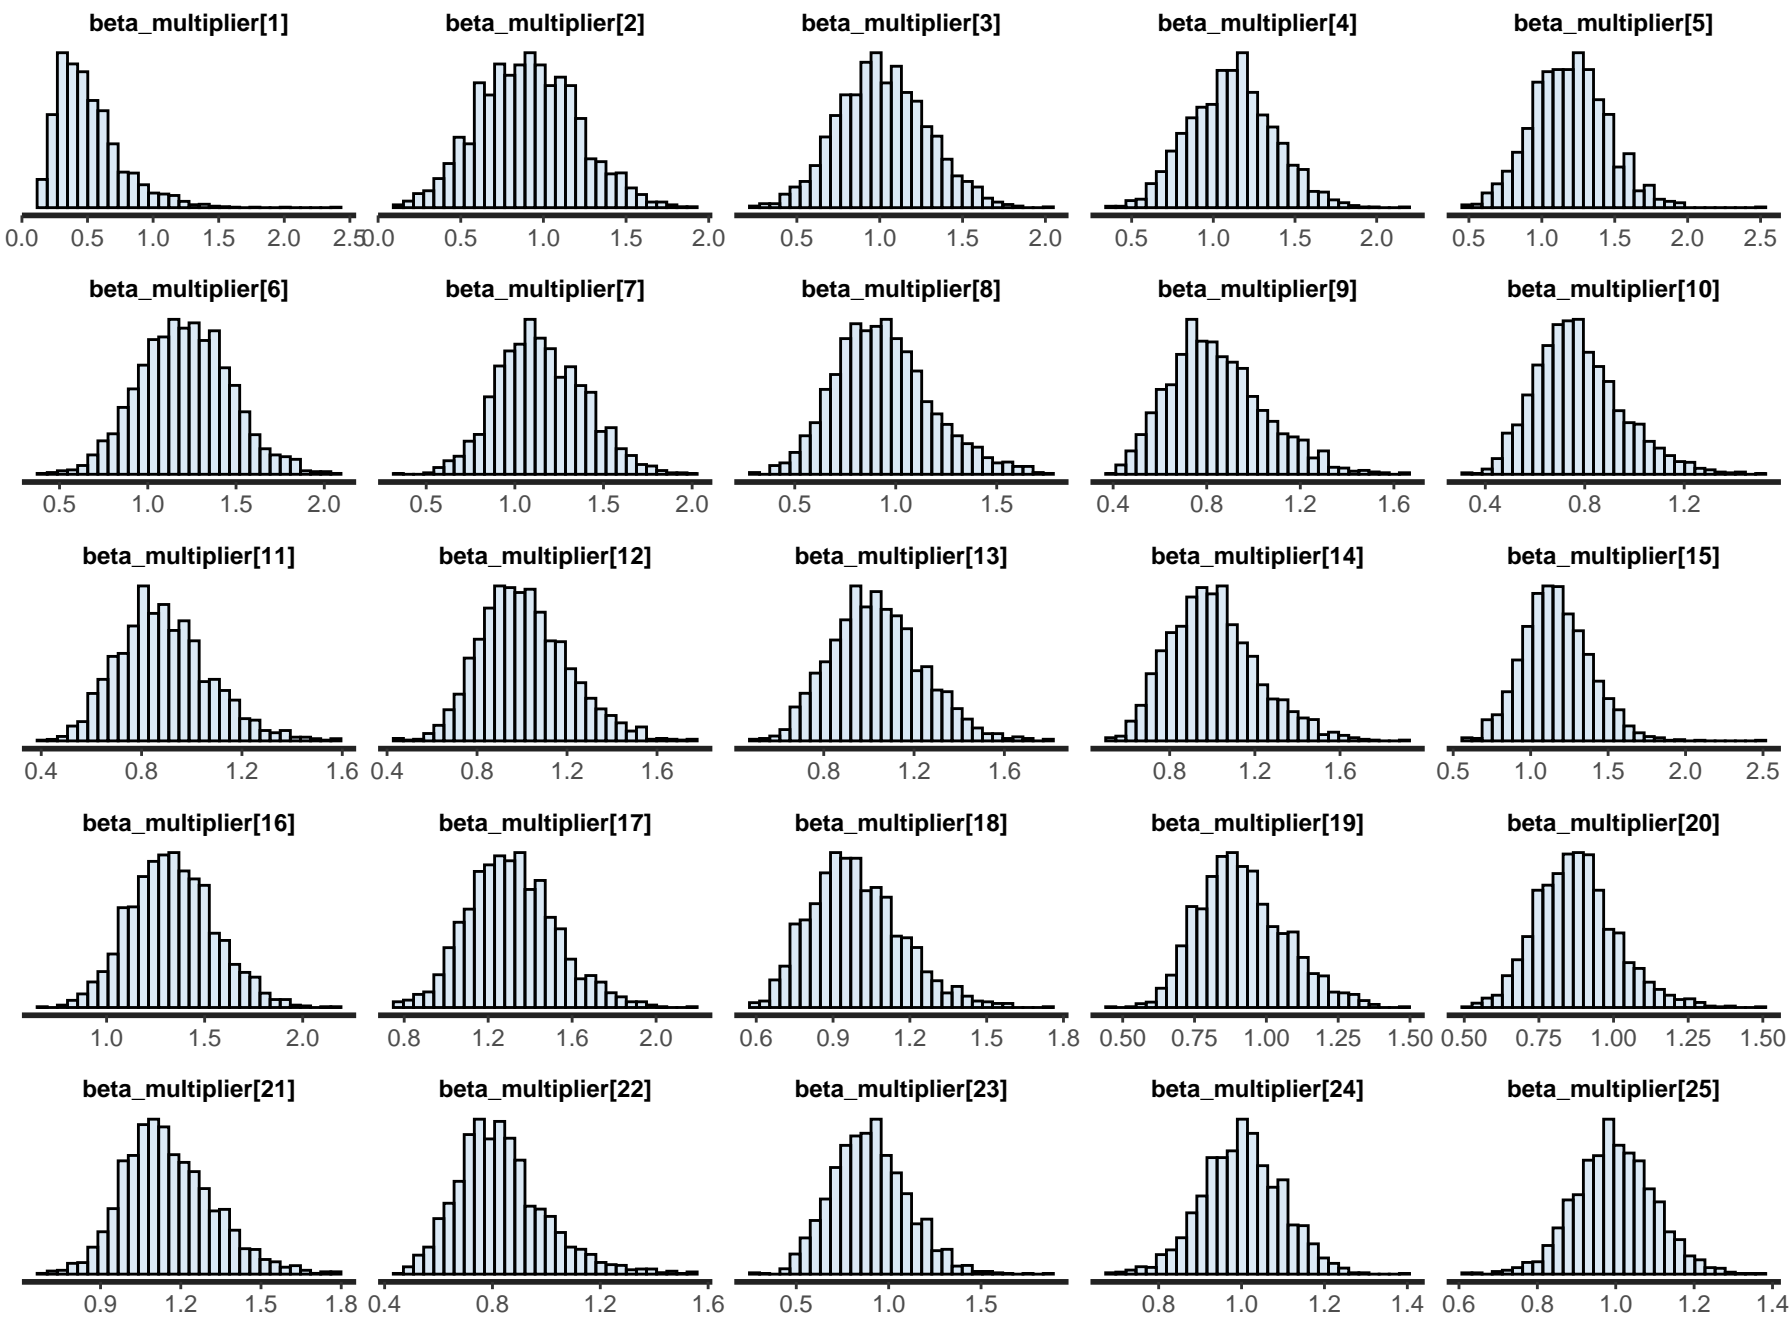 beta_multiplier[1] beta_multiplier[2] beta_multiplier[3] beta_multiplier[4] beta_multiplier[5]
0.0 0.5 1.0 1.5 2.0 2.5 0.0 0.5 1.0 1.5 2.0 0.5 1.0 1.5 2.0 0.5 1.0 1.5 2.0 0.5 1.0 1.5 2.0 2.5
beta_multiplier[6] beta_multiplier[7] beta_multiplier[8] beta_multiplier[9] beta_multiplier[10]
0.5 1.0 1.5 2.0 0.5 1.0 1.5 2.0 0.5 1.0 1.5 0.4 0.8 1.2 1.6 0.4 0.8 1.2
beta_multiplier[11] beta_multiplier[12] beta_multiplier[13] beta_multiplier[14] beta_multiplier[15]
0.4 0.8 1.2 1.6 0.4 0.8 1.2 1.6 0.8 1.2 1.6 0.8 1.2 1.6 0.5 1.0 1.5 2.0 2.5
beta_multiplier[16] beta_multiplier[17] beta_multiplier[18] beta_multiplier[19] beta_multiplier[20]
1.0 1.5 2.0 0.8 1.2 1.6 2.0 0.6 0.9 1.2 1.5 1.8 0.50 0.75 1.00 1.25 1.50 0.50 0.75 1.00 1.25 1.50
beta_multiplier[21] beta_multiplier[22] beta_multiplier[23] beta_multiplier[24] beta_multiplier[25]
0.9 1.2 1.5 1.8 0.4 0.8 1.2 1.6 0.5 1.0 1.5 0.8 1.0 1.2 1.4 0.6 0.8 1.0 1.2 1.4